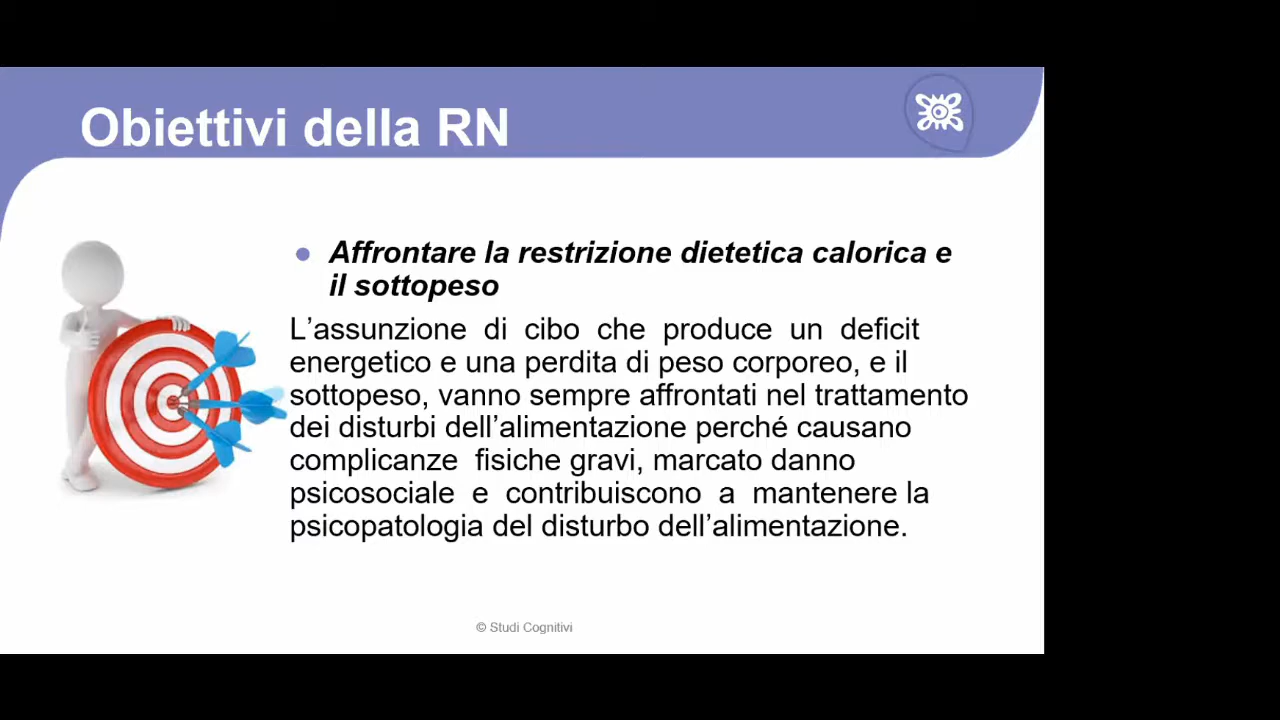 Obiettivi della RN
Affrontare la restrizione dietetica calorica e
il sottopeso
L’assunzione di cibo che produce un deficit
energetico e una perdita di peso corporeo, e il
sottopeso, vanno sempre affrontati nel trattamento
dei disturbi dell’alimentazione perché causano
complicanze fisiche gravi, marcato danno
psicosociale e contribuiscono a mantenere la
psicopatologia del disturbo dell’alimentazione.
© Studi Cognitivi